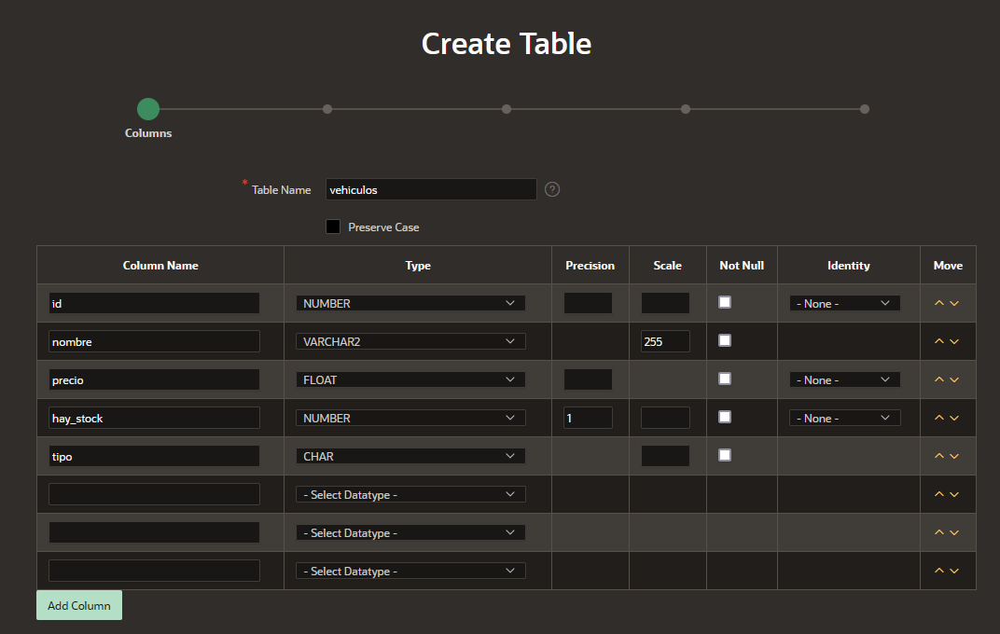 Create Table
Columns
* Table Name vehiculos ?
Preserve Case
Column Name Type Precision Scale Not Null Identity Move
id NUMBER - None -
nombre VARCHAR2 255
precio FLOAT - None -
hay_stock NUMBER 1 - None -
tipo CHAR
- Select Datatype -
- Select Datatype -
- Select Datatype -
Add Column